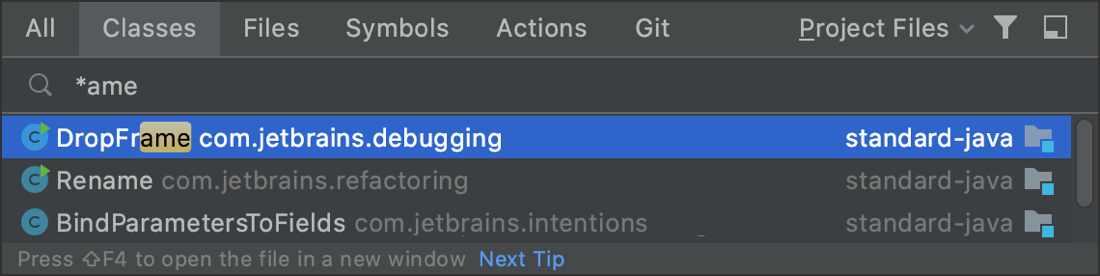 All Classes Files Symbols Actions Git Project Files
*ame
DropFrame com.jetbrains.debugging standard-java
Rename com.jetbrains.refactoring standard-java
BindParametersToFields com.jetbrains.intentions standard-java
Press ⇧F4 to open the file in a new window Next Tip